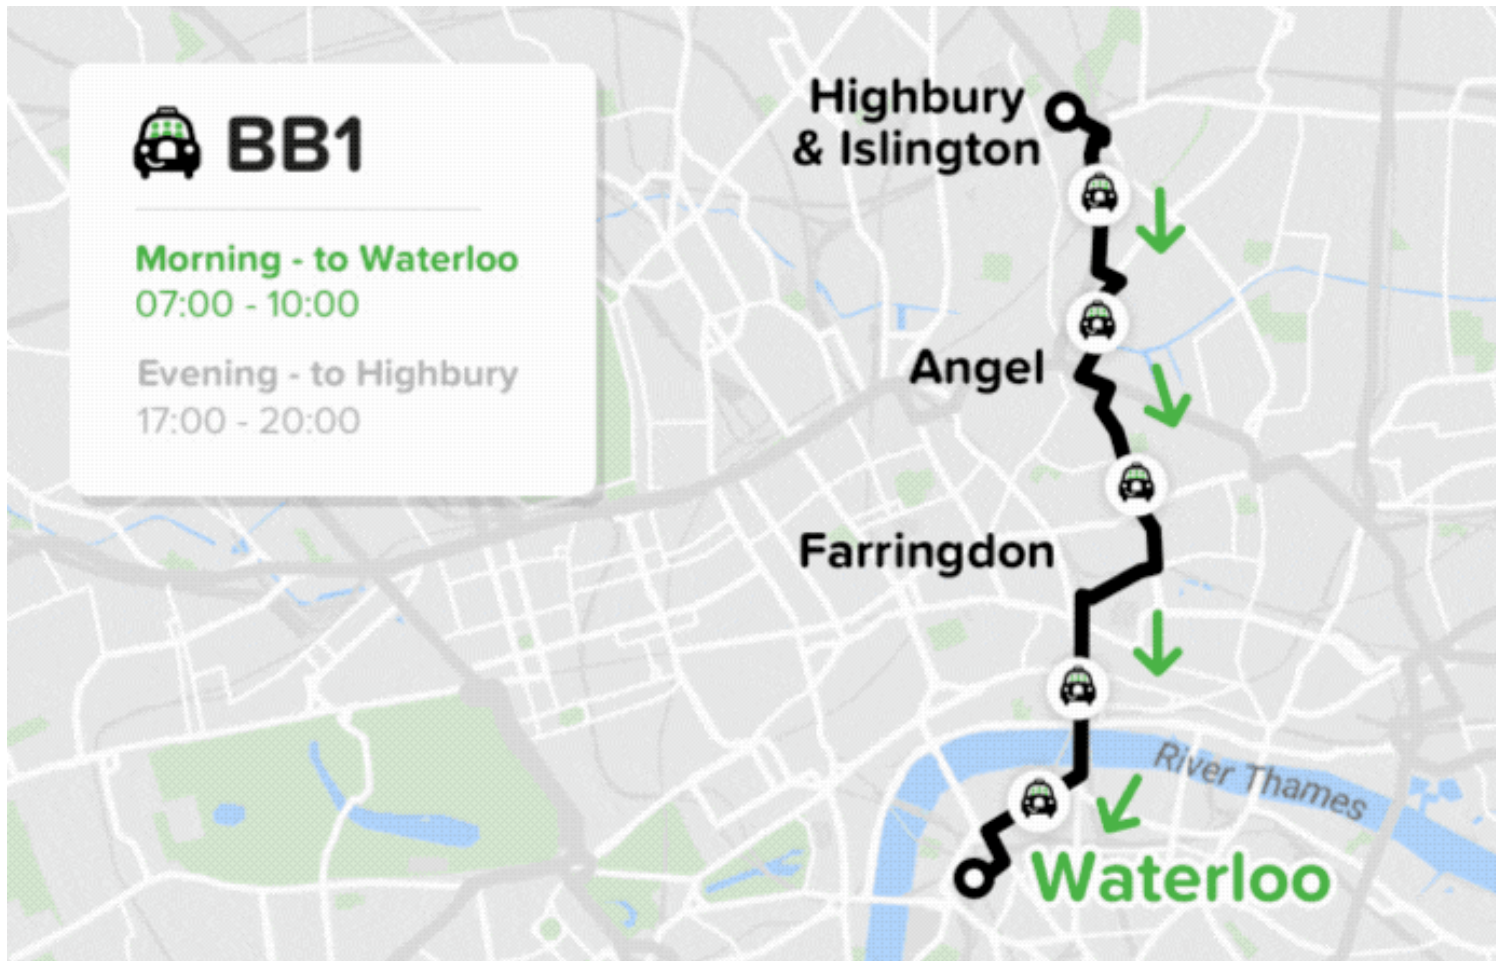 BB1
Morning - to Waterloo
07:00 - 10:00
Evening - to Highbury
17:00 - 20:00
Highbury
& Islington
Angel
Farringdon
River Thames
Waterloo